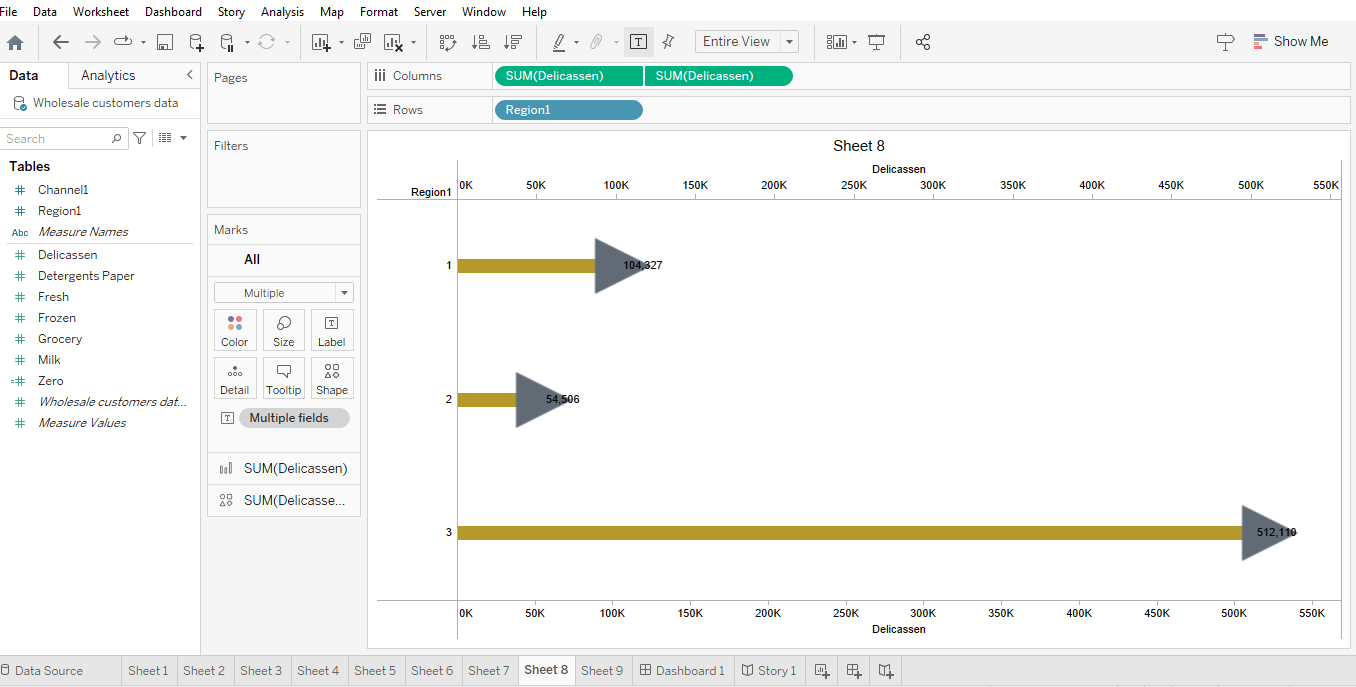 File Data Worksheet Dashboard Story Analysis Map Format Server Window Help
Entire View Show Me
Data Analytics
Wholesale customers data
Search
Tables
Channel1
Region1
Measure Names
Delicassen
Detergents Paper
Fresh
Frozen
Grocery
Milk
Zero
Wholesale customers dat...
Measure Values
Pages
Filters
Marks
All
Multiple
Color Size Label
Detail Tooltip Shape
Multiple fields
SUM(Delicassen)
SUM(Delicasse...
Columns SUM(Delicassen) SUM(Delicassen)
Rows Region1
Sheet 8
Delicassen
Region1 0K 50K 100K 150K 200K 250K 300K 350K 400K 450K 500K 550K
1 104,327
2 54,506
3 512,110
0K 50K 100K 150K 200K 250K 300K 350K 400K 450K 500K 550K
Delicassen
Data Source Sheet 1 Sheet 2 Sheet 3 Sheet 4 Sheet 5 Sheet 6 Sheet 7 Sheet 8 Sheet 9 Dashboard 1 Story 1